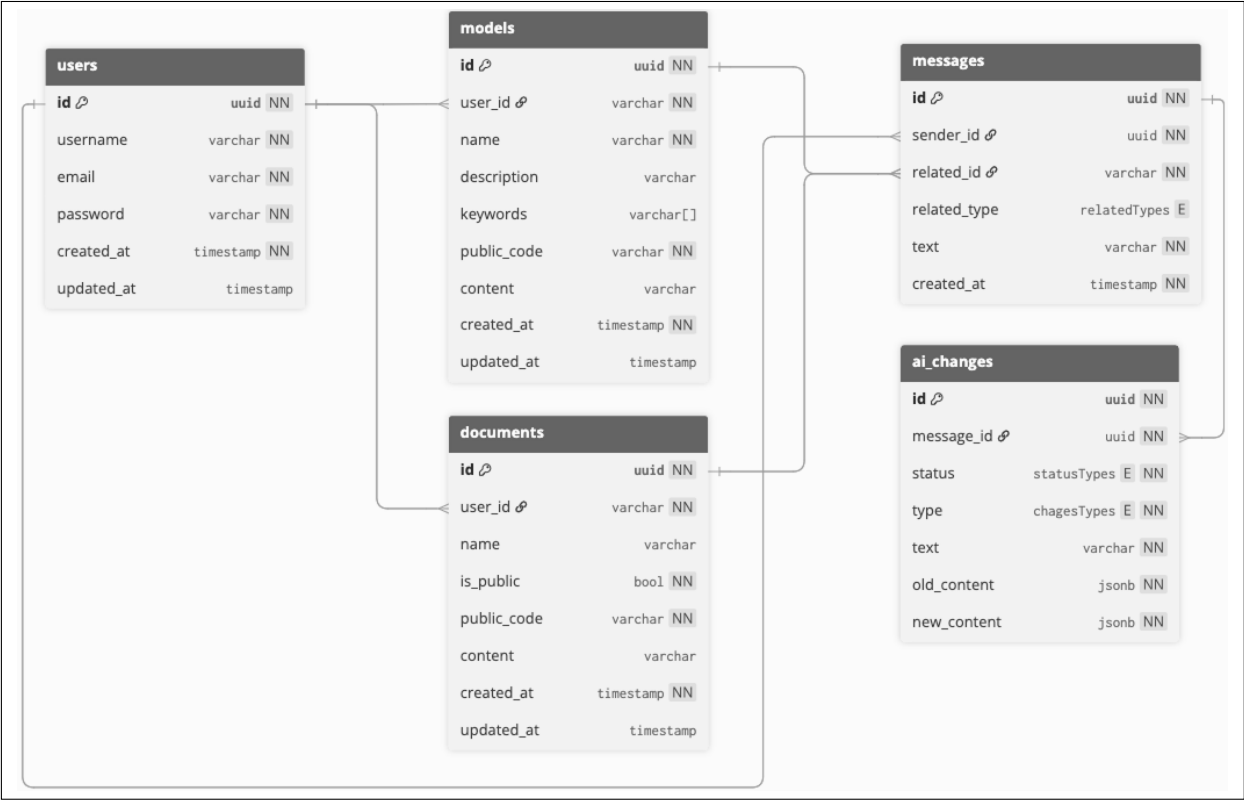 users
id uuid NN
username varchar NN
email varchar NN
password varchar NN
created_at timestamp NN
updated_at timestamp
models
id uuid NN
user_id varchar NN
name varchar NN
description varchar
keywords varchar[]
public_code varchar NN
content varchar
created_at timestamp NN
updated_at timestamp
documents
id uuid NN
user_id varchar NN
name varchar
is_public bool NN
public_code varchar NN
content varchar
created_at timestamp NN
updated_at timestamp
messages
id uuid NN
sender_id uuid NN
related_id varchar NN
related_type relatedTypes E
text varchar NN
created_at timestamp NN
ai_changes
id uuid NN
message_id uuid NN
status statusTypes E NN
type chagesTypes E NN
text varchar NN
old_content jsonb NN
new_content jsonb NN